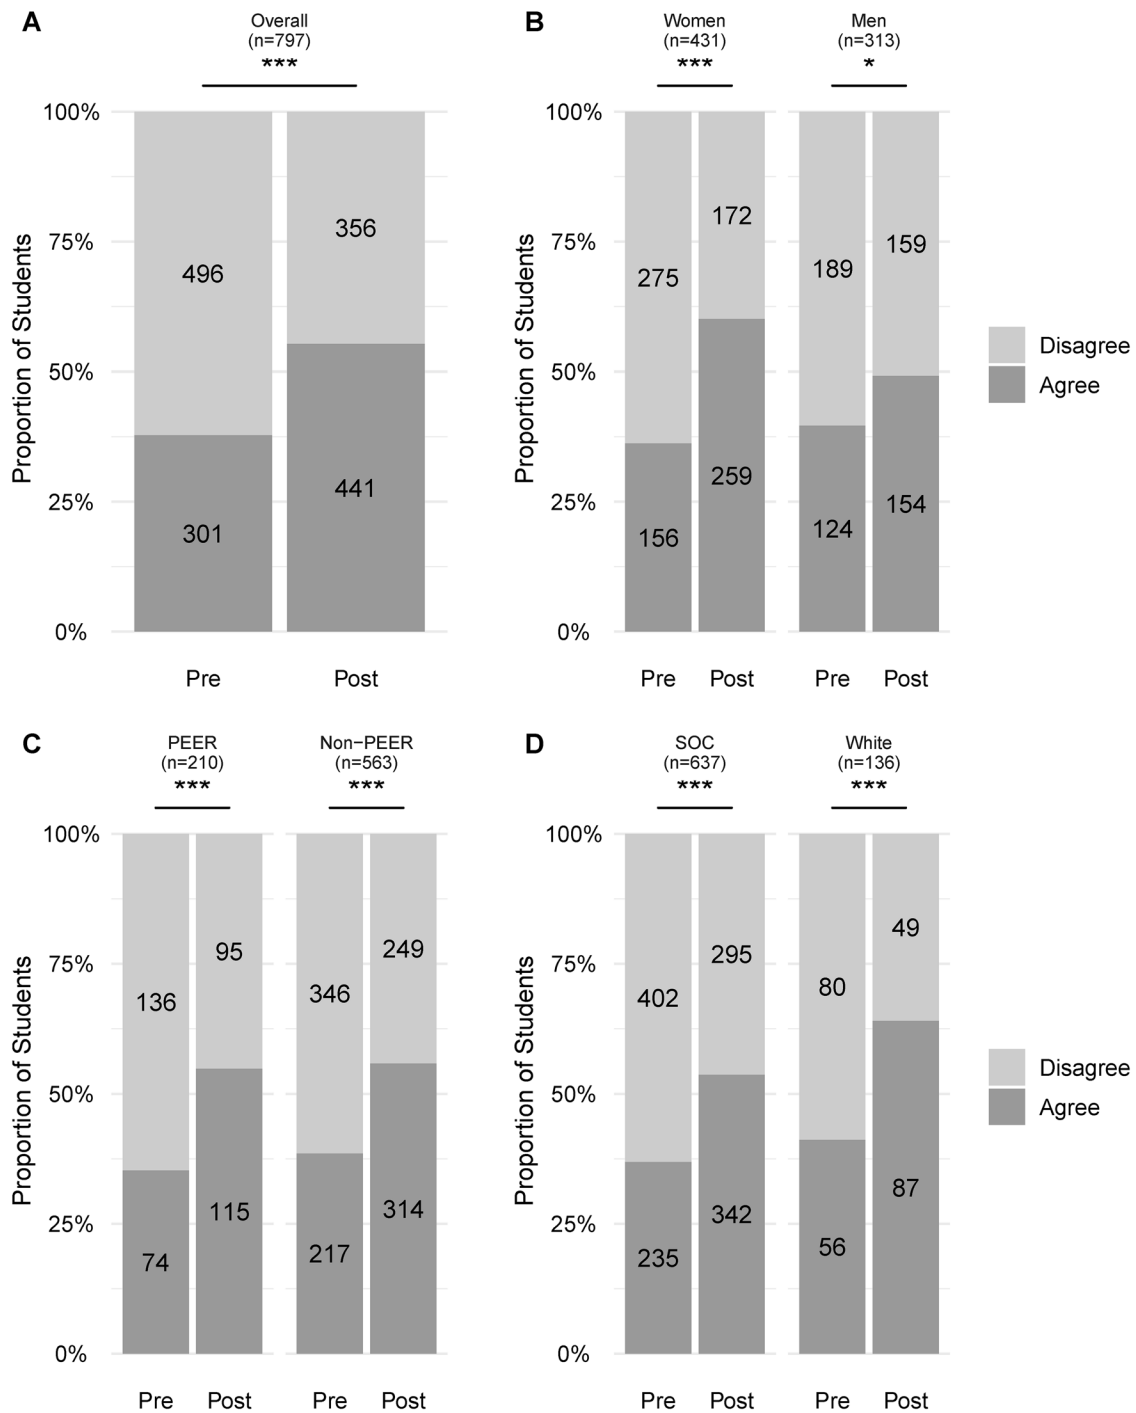 A
Overall
(n=797)
***
100%
75%
50%
25%
0%
Proportion of Students
496
301
356
441
Pre
Post
B
Women
(n=431)
***
Men
(n=313)
*
100%
75%
50%
25%
0%
Proportion of Students
275
156
172
259
189
124
159
154
Pre
Post
Pre
Post
Disagree
Agree
C
PEER
(n=210)
***
Non−PEER
(n=563)
***
100%
75%
50%
25%
0%
Proportion of Students
136
74
95
115
346
217
249
314
Pre
Post
Pre
Post
D
SOC
(n=637)
***
White
(n=136)
***
100%
75%
50%
25%
0%
Proportion of Students
402
235
295
342
80
56
49
87
Pre
Post
Pre
Post
Disagree
Agree